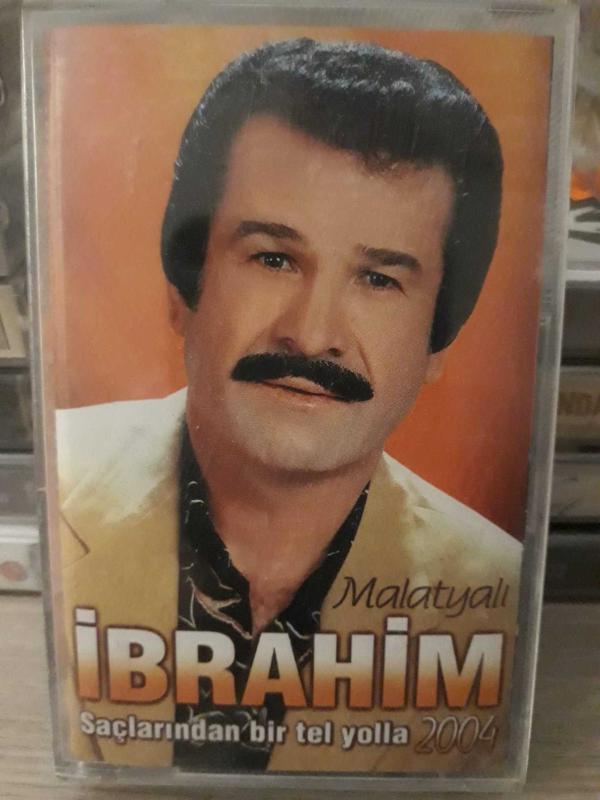 Malatyalı
İBRAHİM
Saçlarından bir tel yolla 2004